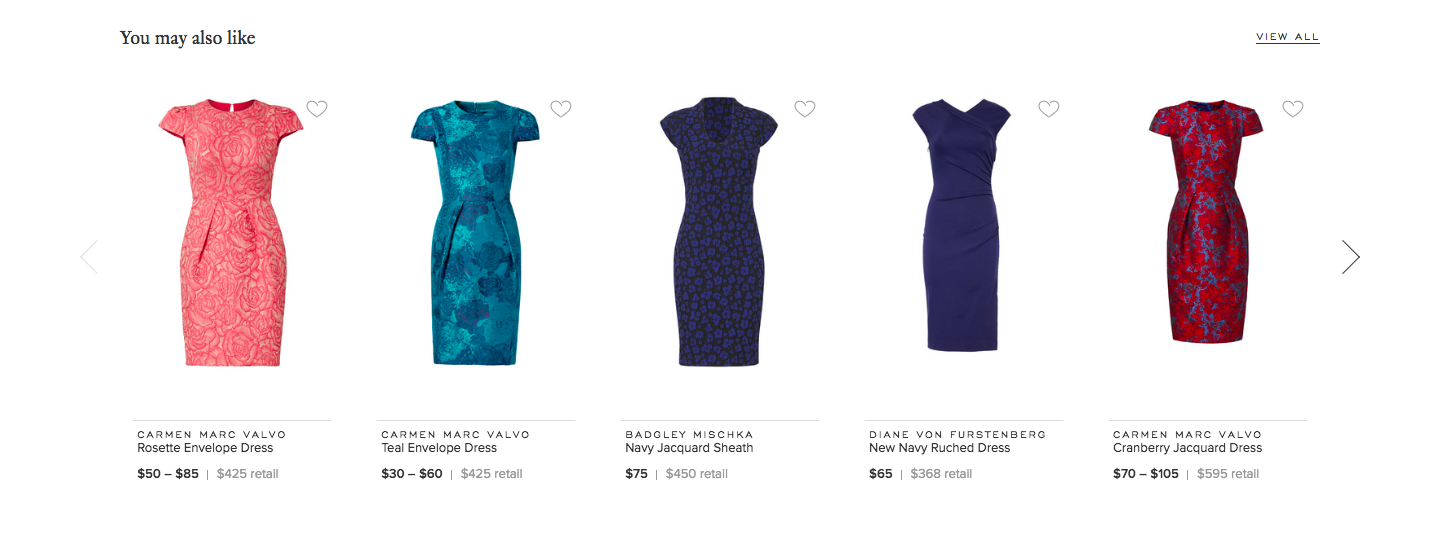 You may also like
VIEW ALL
CARMEN MARC VALVO
Rosette Envelope Dress
$50 – $85 | $425 retail
CARMEN MARC VALVO
Teal Envelope Dress
$30 – $60 | $425 retail
BADGLEY MISCHKA
Navy Jacquard Sheath
$75 | $450 retail
DIANE VON FURSTENBERG
New Navy Ruched Dress
$65 | $368 retail
CARMEN MARC VALVO
Cranberry Jacquard Dress
$70 – $105 | $595 retail